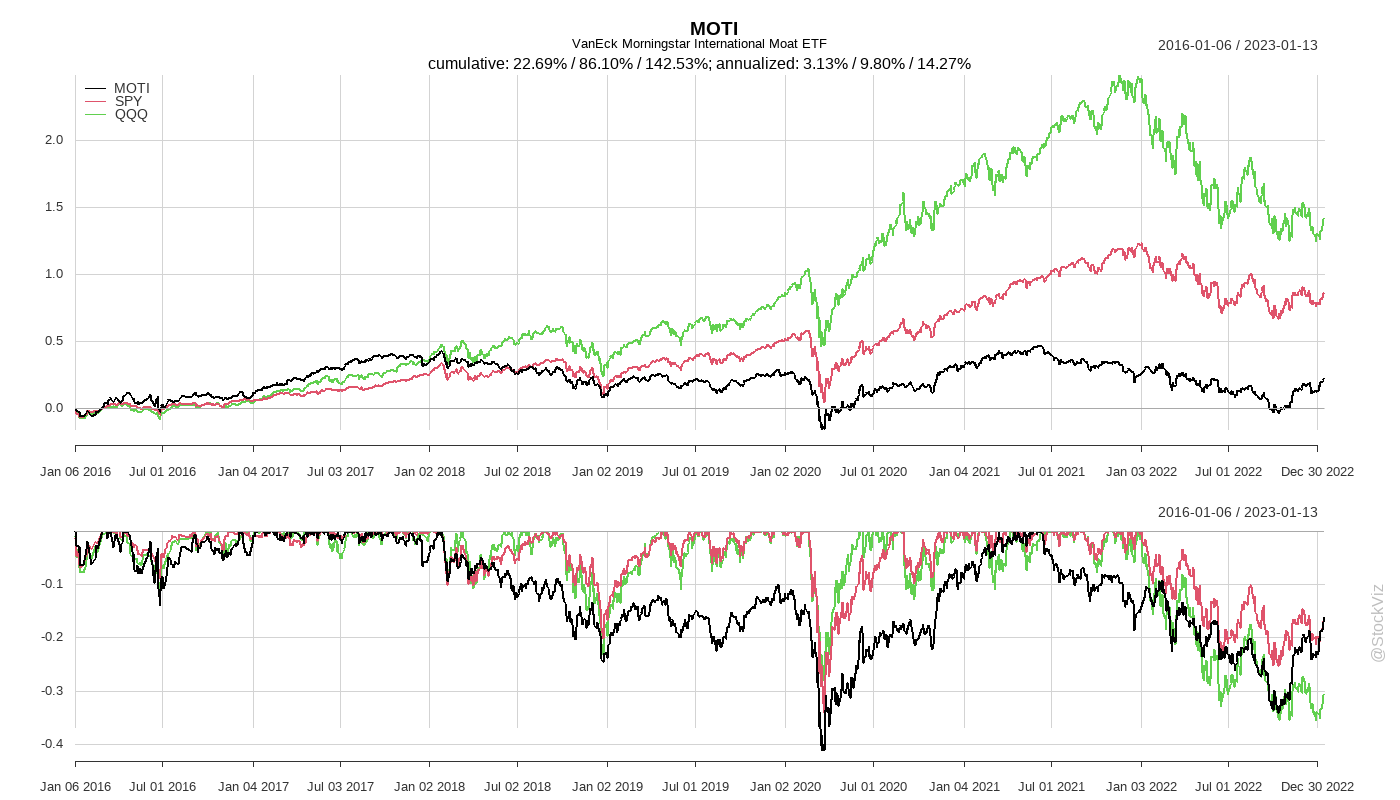 MOTI
VanEck Morningstar International Moat ETF
2016-01-06 / 2023-01-13
cumulative: 22.69% / 86.10% / 142.53%; annualized: 3.13% / 9.80% / 14.27%
MOTI
SPY
QQQ
2.0
1.5
1.0
0.5
0.0
Jan 06 2016 Jul 01 2016 Jan 04 2017 Jul 03 2017 Jan 02 2018 Jul 02 2018 Jan 02 2019 Jul 01 2019 Jan 02 2020 Jul 01 2020 Jan 04 2021 Jul 01 2021 Jan 03 2022 Jul 01 2022 Dec 30 2022
2016-01-06 / 2023-01-13
-0.1
-0.2
-0.3
-0.4
Jan 06 2016 Jul 01 2016 Jan 04 2017 Jul 03 2017 Jan 02 2018 Jul 02 2018 Jan 02 2019 Jul 01 2019 Jan 02 2020 Jul 01 2020 Jan 04 2021 Jul 01 2021 Jan 03 2022 Jul 01 2022 Dec 30 2022
@StockViz